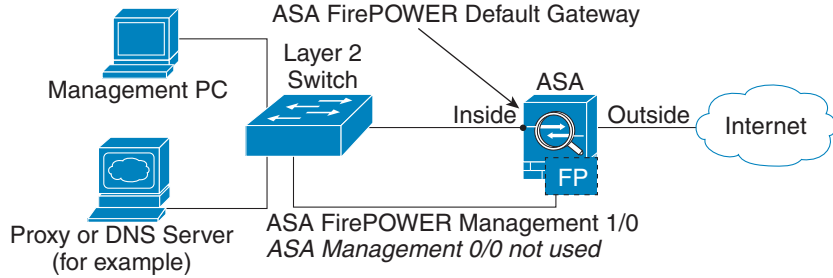 ASA FirePOWER Default Gateway
Layer 2
Switch
ASA
Management PC
Inside
Outside
Internet
FP
Proxy or DNS Server
(for example)
ASA FirePOWER Management 1/0
ASA Management 0/0 not used